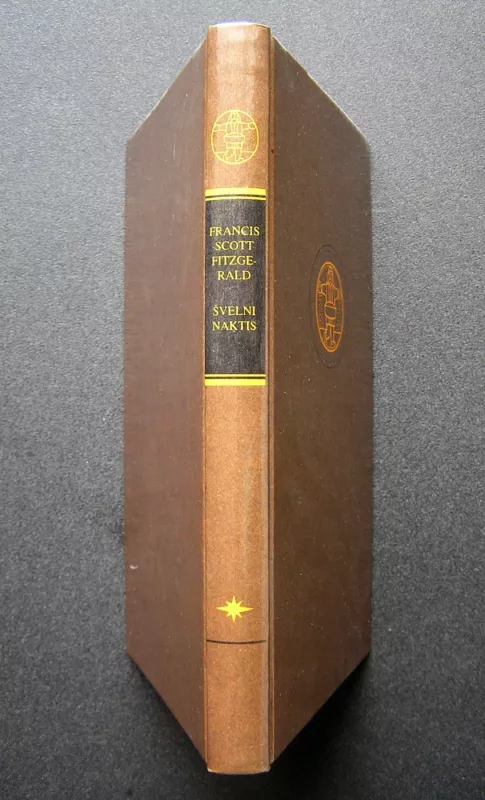 FRANCIS
SCOTT
FITZGE-
RALD
ŠVELNI
NAKTIS